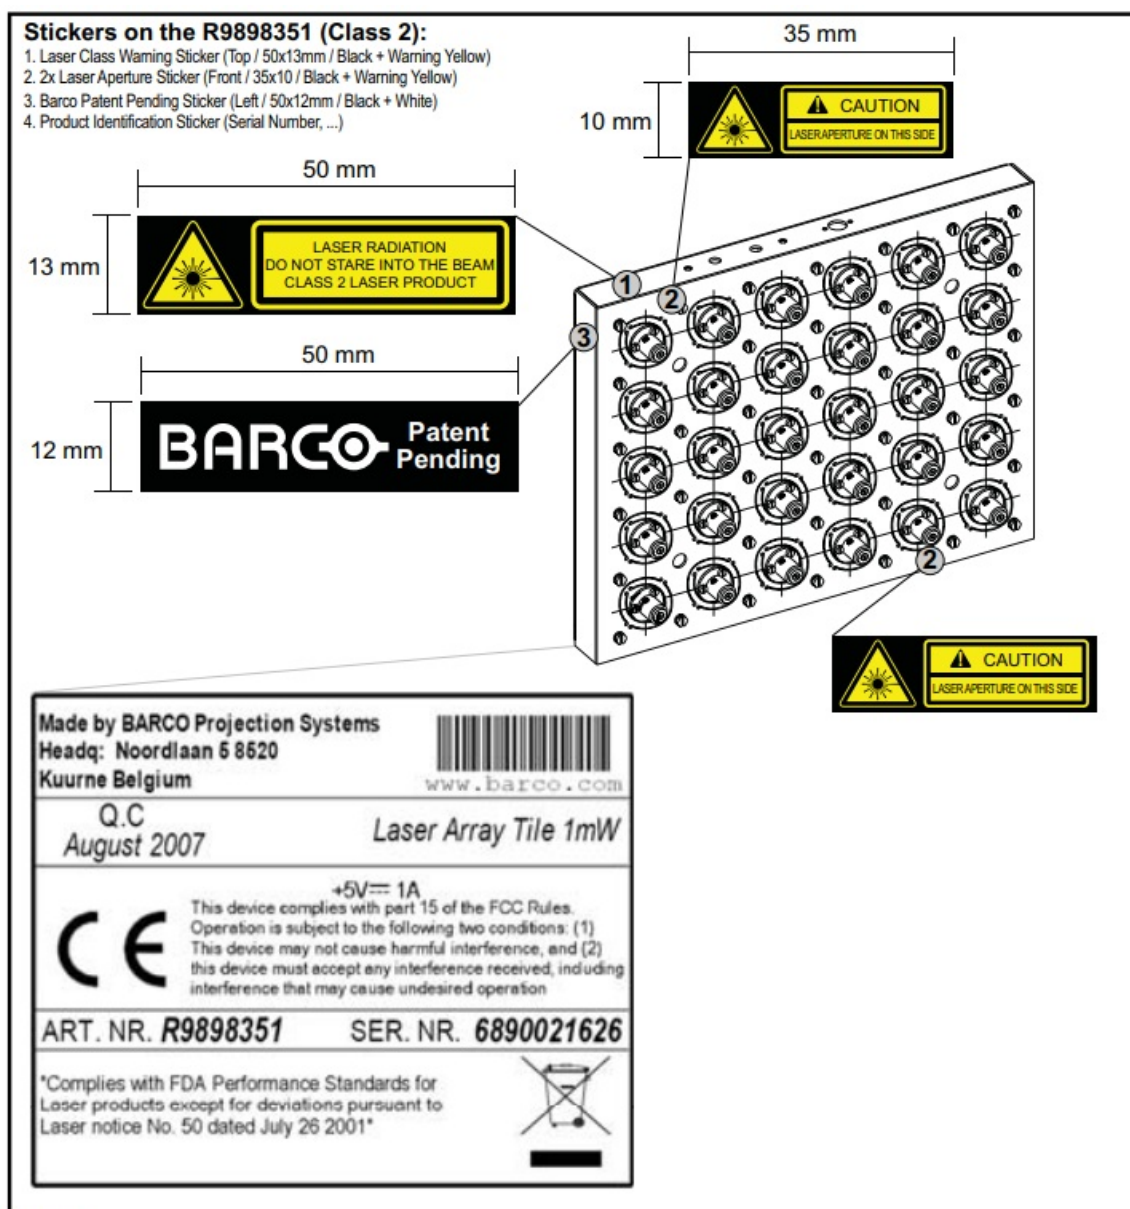 Stickers on the R9898351 (Class 2):
1. Laser Class Warning Sticker (Top / 50x13mm / Black + Warning Yellow)
2. 2x Laser Aperture Sticker (Front / 35x10 / Black + Warning Yellow)
3. Barco Patent Pending Sticker (Left / 50x12mm / Black + White)
4. Product Identification Sticker (Serial Number, ...)
35 mm
10 mm
CAUTION
LASER APERTURE ON THIS SIDE
50 mm
13 mm
LASER RADIATION
DO NOT STARE INTO THE BEAM
CLASS 2 LASER PRODUCT
1
2
3
50 mm
12 mm
BARCO Patent
Pending
2
CAUTION
LASER APERTURE ON THIS SIDE
Made by BARCO Projection Systems
Headq: Noordlaan 5 8520
Kuurne Belgium
www.barco.com
Q.C
August 2007
Laser Array Tile 1mW
+5V⎓ 1A
This device complies with part 15 of the FCC Rules.
Operation is subject to the following two conditions: (1)
This device may not cause harmful interference, and (2)
this device must accept any interference received, including
interference that may cause undesired operation
CE
ART. NR. R9898351 SER. NR. 6890021626
"Complies with FDA Performance Standards for
Laser products except for deviations pursuant to
Laser notice No. 50 dated July 26 2001"